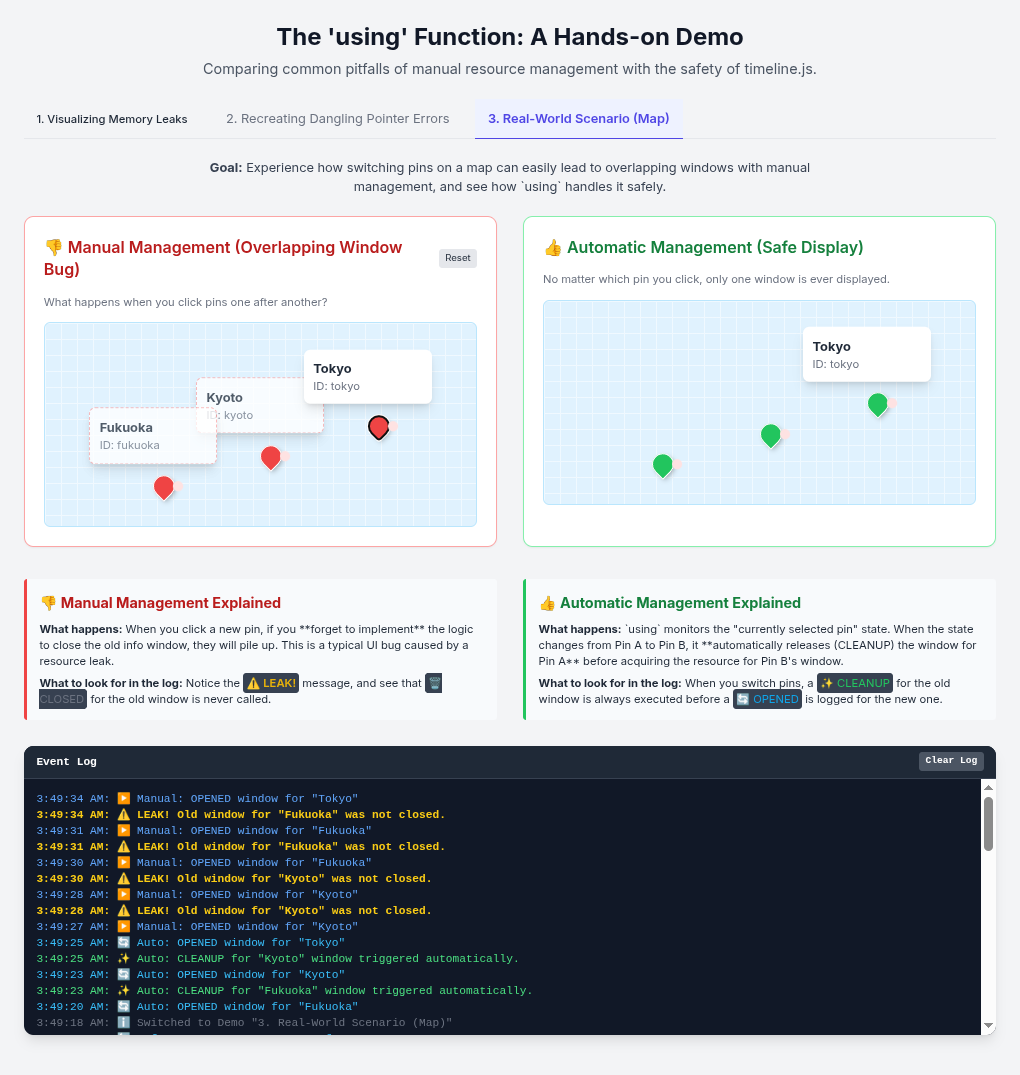 The 'using' Function: A Hands-on Demo
Comparing common pitfalls of manual resource management with the safety of timeline.js.
1. Visualizing Memory Leaks
2. Recreating Dangling Pointer Errors
3. Real-World Scenario (Map)
Goal: Experience how switching pins on a map can easily lead to overlapping windows with manual
management, and see how `using` handles it safely.
👎 Manual Management (Overlapping Window
Bug)
Reset
What happens when you click pins one after another?
Tokyo
ID: tokyo
Kyoto
ID: kyoto
Fukuoka
ID: fukuoka
👍 Automatic Management (Safe Display)
No matter which pin you click, only one window is ever displayed.
Tokyo
ID: tokyo
👎 Manual Management Explained
What happens: When you click a new pin, if you **forget to implement** the logic
to close the old info window, they will pile up. This is a typical UI bug caused by a
resource leak.
What to look for in the log: Notice the ⚠️ LEAK! message, and see that 🗑️
CLOSED for the old window is never called.
👍 Automatic Management Explained
What happens: `using` monitors the "currently selected pin" state. When the state
changes from Pin A to Pin B, it **automatically releases (CLEANUP) the window for
Pin A** before acquiring the resource for Pin B's window.
What to look for in the log: When you switch pins, a ✨ CLEANUP for the old
window is always executed before a 🔄 OPENED is logged for the new one.
Event Log
Clear Log
3:49:34 AM: ▶️ Manual: OPENED window for "Tokyo"
3:49:34 AM: ⚠️ LEAK! Old window for "Fukuoka" was not closed.
3:49:31 AM: ▶️ Manual: OPENED window for "Fukuoka"
3:49:31 AM: ⚠️ LEAK! Old window for "Fukuoka" was not closed.
3:49:30 AM: ▶️ Manual: OPENED window for "Fukuoka"
3:49:30 AM: ⚠️ LEAK! Old window for "Kyoto" was not closed.
3:49:28 AM: ▶️ Manual: OPENED window for "Kyoto"
3:49:28 AM: ⚠️ LEAK! Old window for "Kyoto" was not closed.
3:49:27 AM: ▶️ Manual: OPENED window for "Kyoto"
3:49:25 AM: 🔄 Auto: OPENED window for "Tokyo"
3:49:25 AM: ✨ Auto: CLEANUP for "Kyoto" window triggered automatically.
3:49:23 AM: 🔄 Auto: OPENED window for "Kyoto"
3:49:23 AM: ✨ Auto: CLEANUP for "Fukuoka" window triggered automatically.
3:49:20 AM: 🔄 Auto: OPENED window for "Fukuoka"
3:49:18 AM: ℹ️ Switched to Demo "3. Real-World Scenario (Map)"